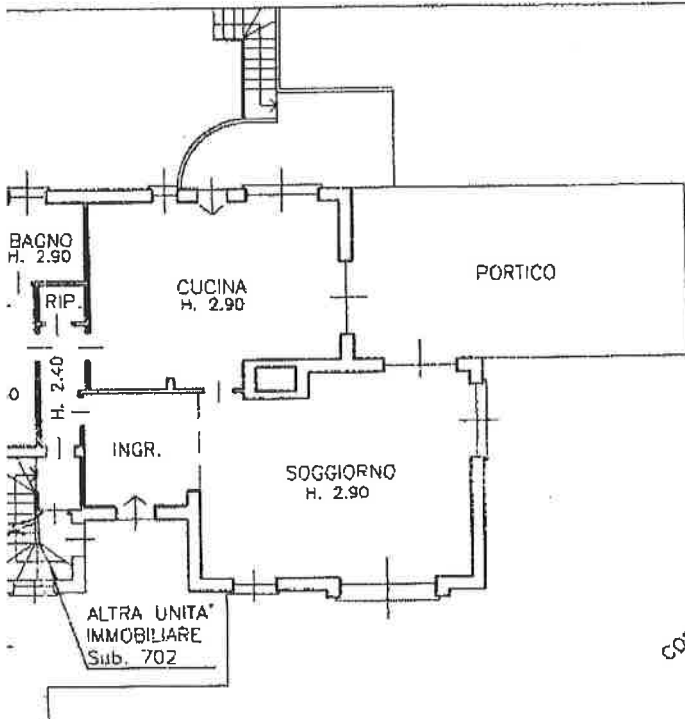 BAGNO
H. 2.90
RIP.
CUCINA
H. 2.90
PORTICO
H. 2.40
INGR.
SOGGIORNO
H. 2.90
ALTRA UNITA'
IMMOBILIARE
Sub. 702